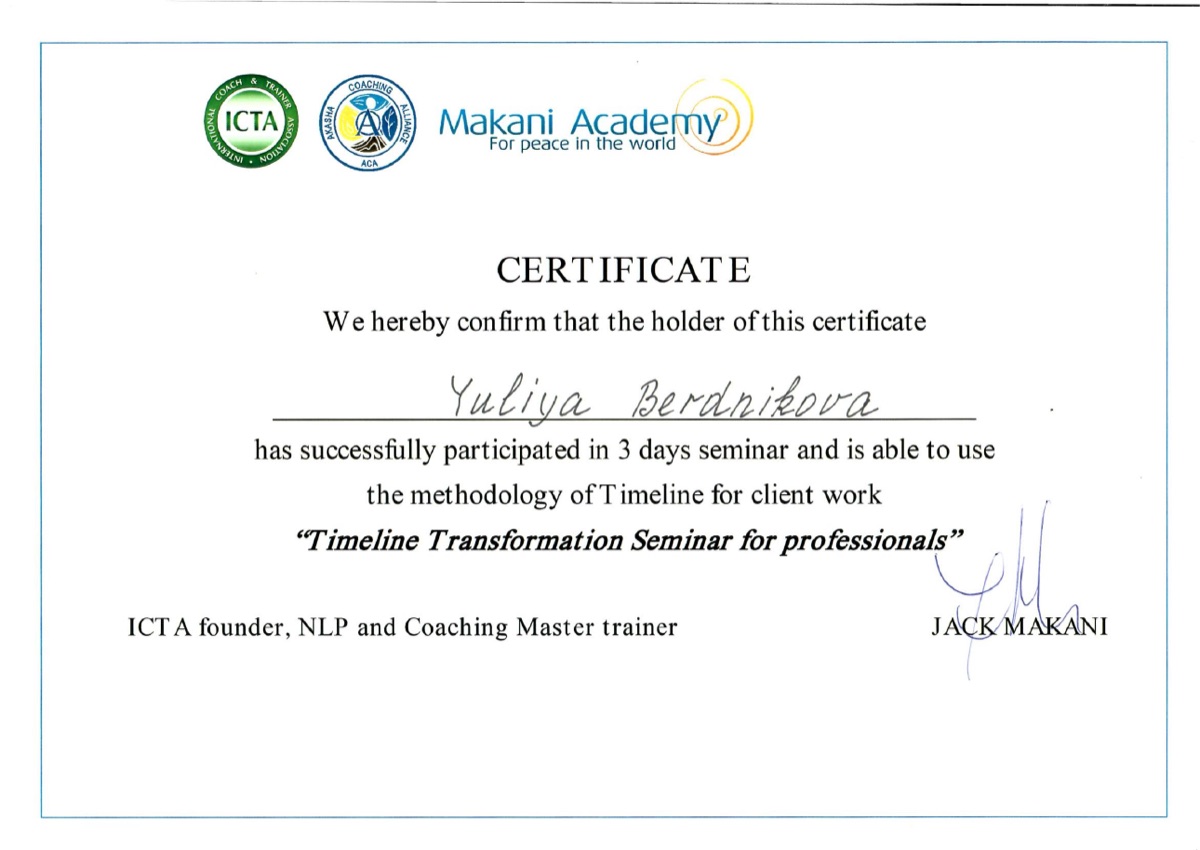 INTERNATIONAL COACH & TRAINER ASSOCIATION
ICTA
AKASHA COACHING ALLIANCE
A
ACA
Makani Academy
For peace in the world
CERTIFICATE
We hereby confirm that the holder of this certificate
Yuliya Berdnikova
has successfully participated in 3 days seminar and is able to use
the methodology of Timeline for client work
“Timeline Transformation Seminar for professionals”
ICTA founder, NLP and Coaching Master trainer
JACK MAKANI